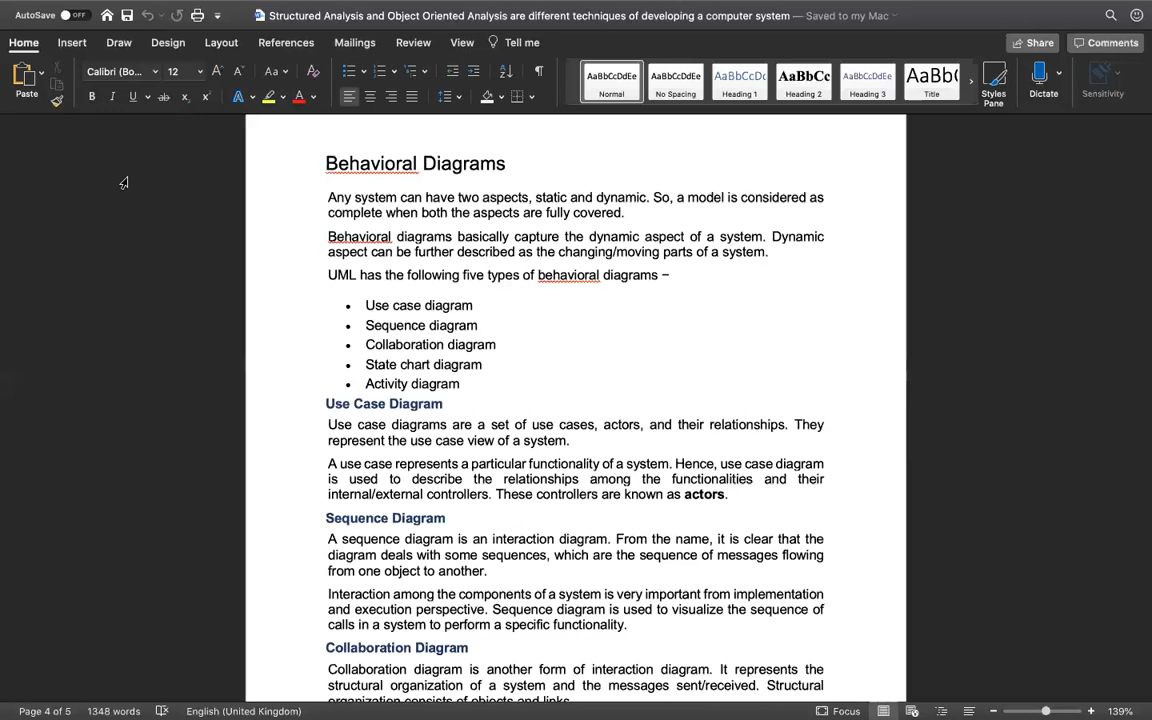 AutoSave OFF
Structured Analysis and Object Oriented Analysis are different techniques of developing a computer system — Saved to my Mac
Home Insert Draw Design Layout References Mailings Review View Tell me Share Comments
Calibri (Bo... 12 Aa
Paste
B I U ab x₂ x² A A
AaBbCcDdEe AaBbCcDdEe AaBbCcDc AaBbCc AaBbCcDdEe AaBb(
Normal No Spacing Heading 1 Heading 2 Heading 3 Title
Styles Pane Dictate Sensitivity
Behavioral Diagrams
Any system can have two aspects, static and dynamic. So, a model is considered as
complete when both the aspects are fully covered.
Behavioral diagrams basically capture the dynamic aspect of a system. Dynamic
aspect can be further described as the changing/moving parts of a system.
UML has the following five types of behavioral diagrams −
• Use case diagram
• Sequence diagram
• Collaboration diagram
• State chart diagram
• Activity diagram
Use Case Diagram
Use case diagrams are a set of use cases, actors, and their relationships. They
represent the use case view of a system.
A use case represents a particular functionality of a system. Hence, use case diagram
is used to describe the relationships among the functionalities and their
internal/external controllers. These controllers are known as actors.
Sequence Diagram
A sequence diagram is an interaction diagram. From the name, it is clear that the
diagram deals with some sequences, which are the sequence of messages flowing
from one object to another.
Interaction among the components of a system is very important from implementation
and execution perspective. Sequence diagram is used to visualize the sequence of
calls in a system to perform a specific functionality.
Collaboration Diagram
Collaboration diagram is another form of interaction diagram. It represents the
structural organization of a system and the messages sent/received. Structural
organization consists of objects and links.
Page 4 of 5 1348 words English (United Kingdom) Focus 139%